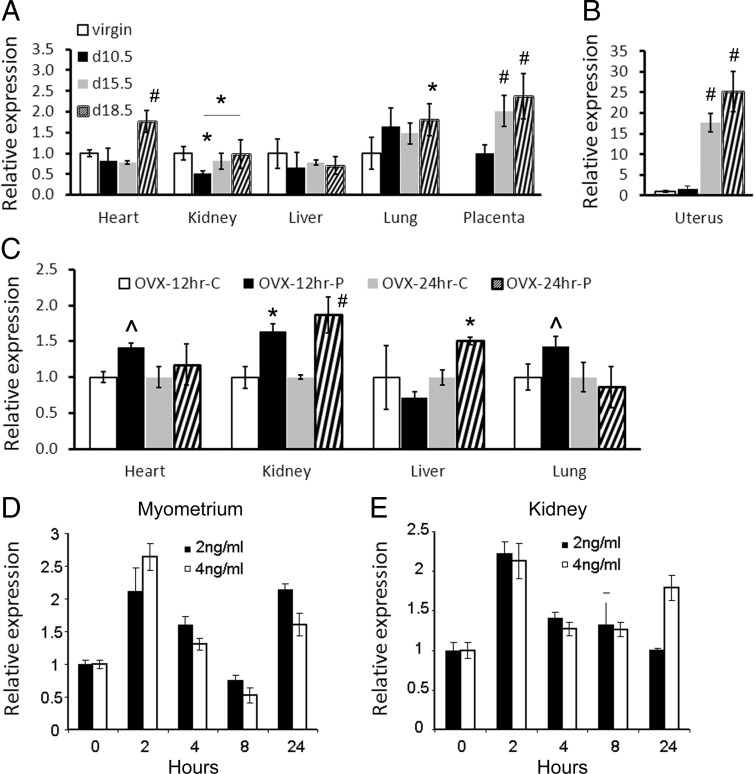 A
virgin
d10.5
d15.5
d18.5
Relative expression
3.5
3.0
2.5
2.0
1.5
1.0
0.5
0.0
#
*
*
*
#
#
Heart Kidney Liver Lung Placenta
B
Relative expression
35
30
25
20
15
10
5
0
#
#
Uterus
C
OVX-12hr-C OVX-12hr-P OVX-24hr-C OVX-24hr-P
Relative expression
2.5
2.0
1.5
1.0
0.5
0.0
^
*
#
*
^
Heart Kidney Liver Lung
D
Myometrium
2ng/ml
4ng/ml
Relative expression
3
2.5
2
1.5
1
0.5
0
0 2 4 8 24
Hours
E
Kidney
2ng/ml
4ng/ml
Relative expression
2.5
2
1.5
1
0.5
0
0 2 4 8 24
Hours